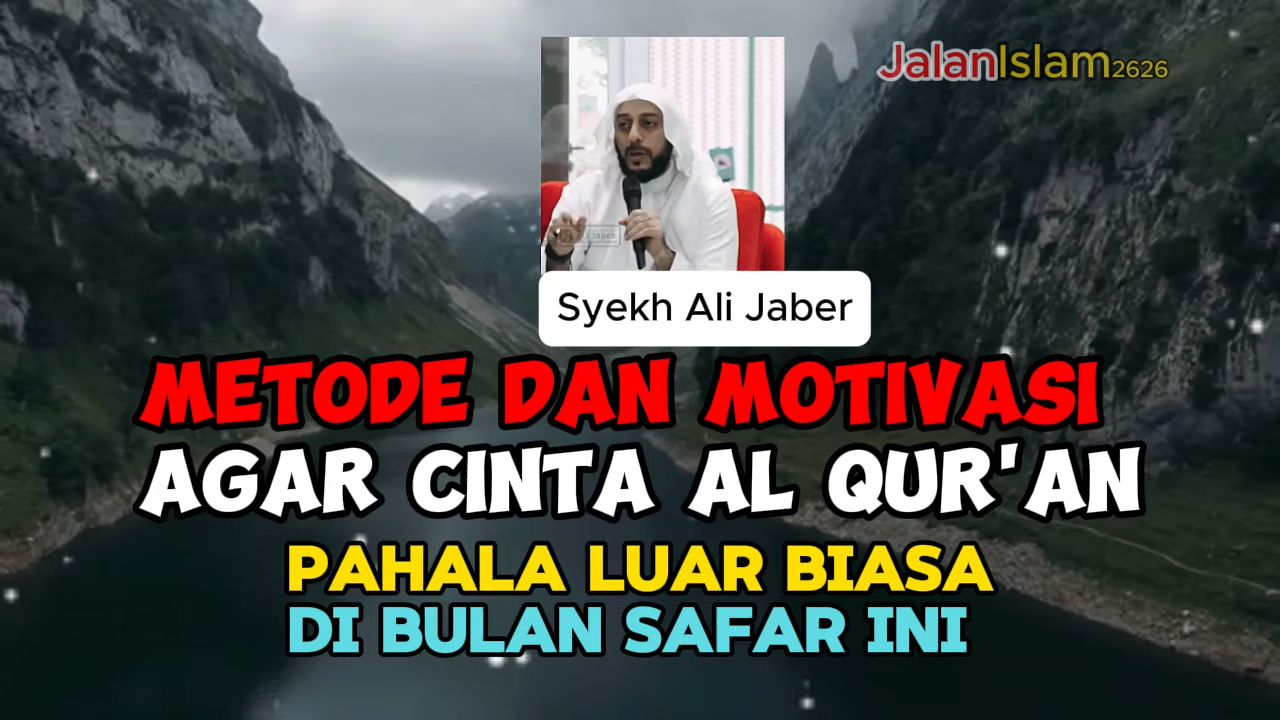 JalanIslam2626
Syekh Ali Jaber
METODE DAN MOTIVASI
AGAR CINTA AL QUR'AN
PAHALA LUAR BIASA
DI BULAN SAFAR INI